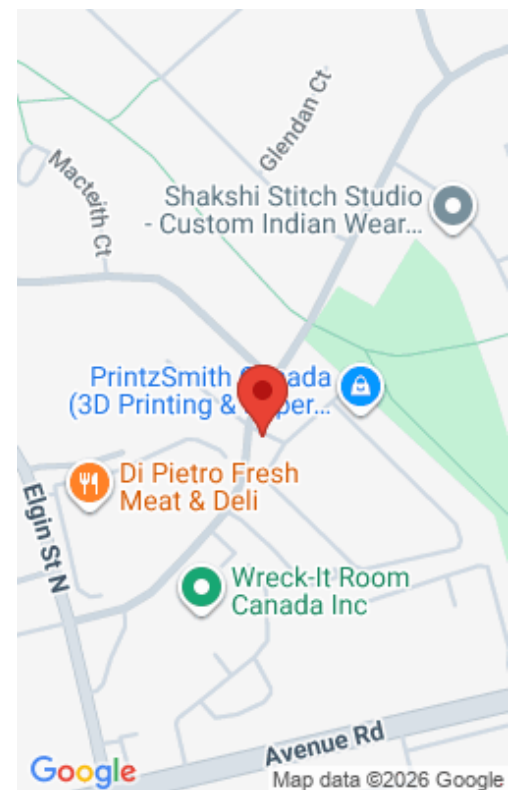 Glendan Ct
Macteith Ct
Shakshi Stitch Studio
- Custom Indian Wear...
PrintzSmith
(3D Printing &
Di Pietro Fresh
Meat & Deli
Elgin St N
Wreck-It Room
Canada Inc
Avenue Rd
Google
Map data ©2026 Google